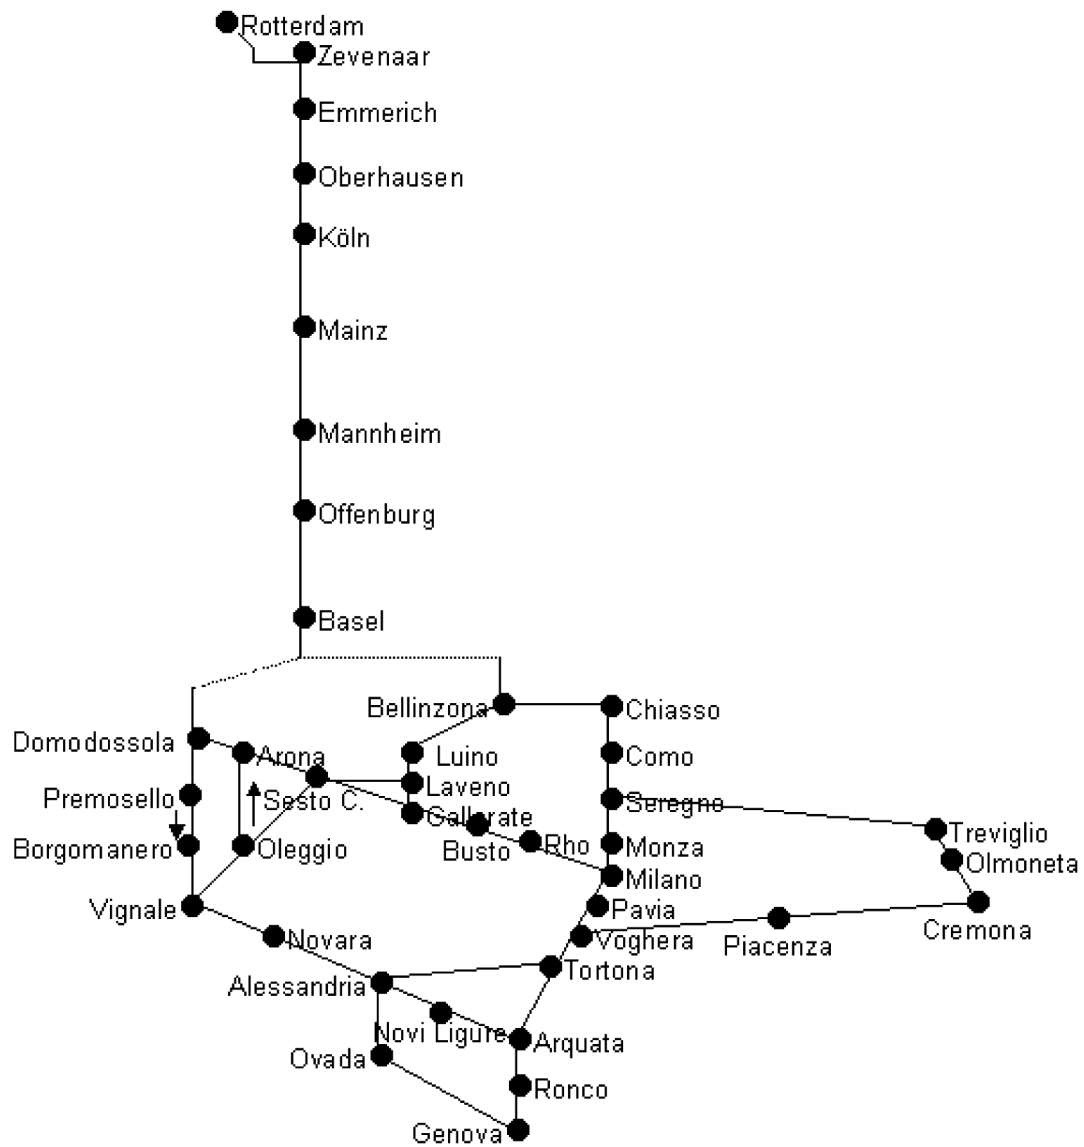 Rotterdam
Zevenaar
Emmerich
Oberhausen
Köln
Mainz
Mannheim
Offenburg
Basel
Bellinzona
Chiasso
Domodossola
Arona
Luino
Como
Premosello
Sesto C.
Laveno
Seregno
Gallarate
Treviglio
Borgomanero
Oleggio
Busto
Rho
Monza
Olmoneta
Milano
Vignale
Pavia
Cremona
Novara
Voghera
Piacenza
Alessandria
Tortona
Novi Ligure
Arquata
Ovada
Ronco
Genova